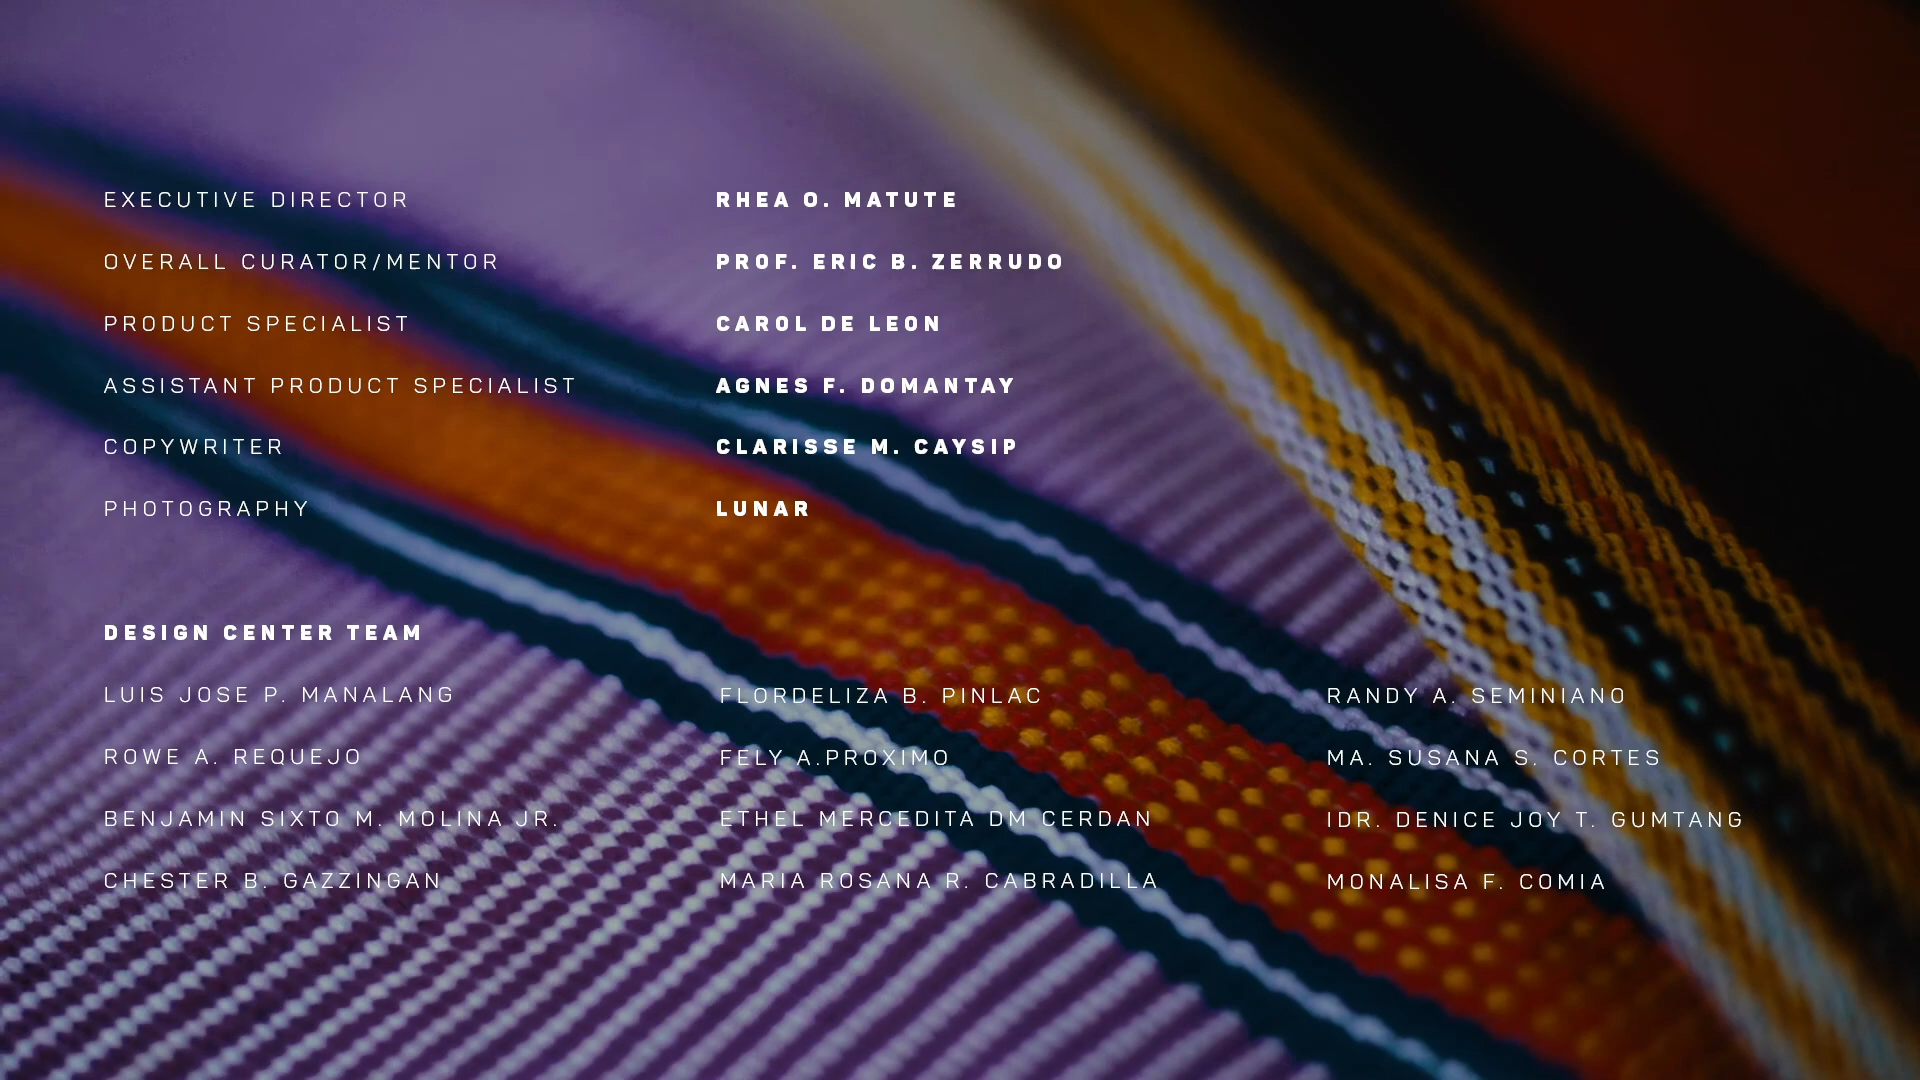 EXECUTIVE DIRECTOR RHEA O. MATUTE
OVERALL CURATOR/MENTOR PROF. ERIC B. ZERRUDO
PRODUCT SPECIALIST CAROL DE LEON
ASSISTANT PRODUCT SPECIALIST AGNES F. DOMANTAY
COPYWRITER CLARISSE M. CAYSIP
PHOTOGRAPHY LUNAR
DESIGN CENTER TEAM
LUIS JOSE P. MANALANG
ROWE A. REQUEJO
BENJAMIN SIXTO M. MOLINA JR.
CHESTER B. GAZZINGAN
FLORDELIZA B. PINLAC
FELY A.PROXIMO
ETHEL MERCEDITA DM CERDAN
MARIA ROSANA R. CABRADILLA
RANDY A. SEMINIANO
MA. SUSANA S. CORTES
IDR. DENICE JOY T. GUMTANG
MONALISA F. COMIA